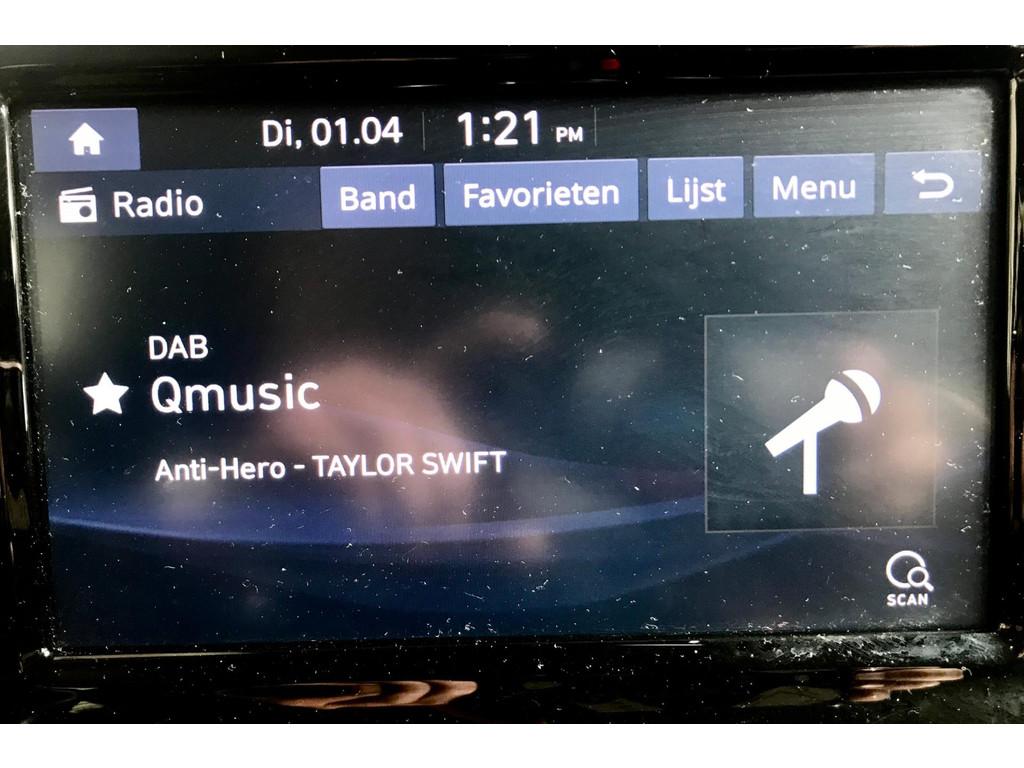 Di, 01.04 1:21 PM
Radio Band Favorieten Lijst Menu
DAB
Qmusic
Anti-Hero - TAYLOR SWIFT
SCAN